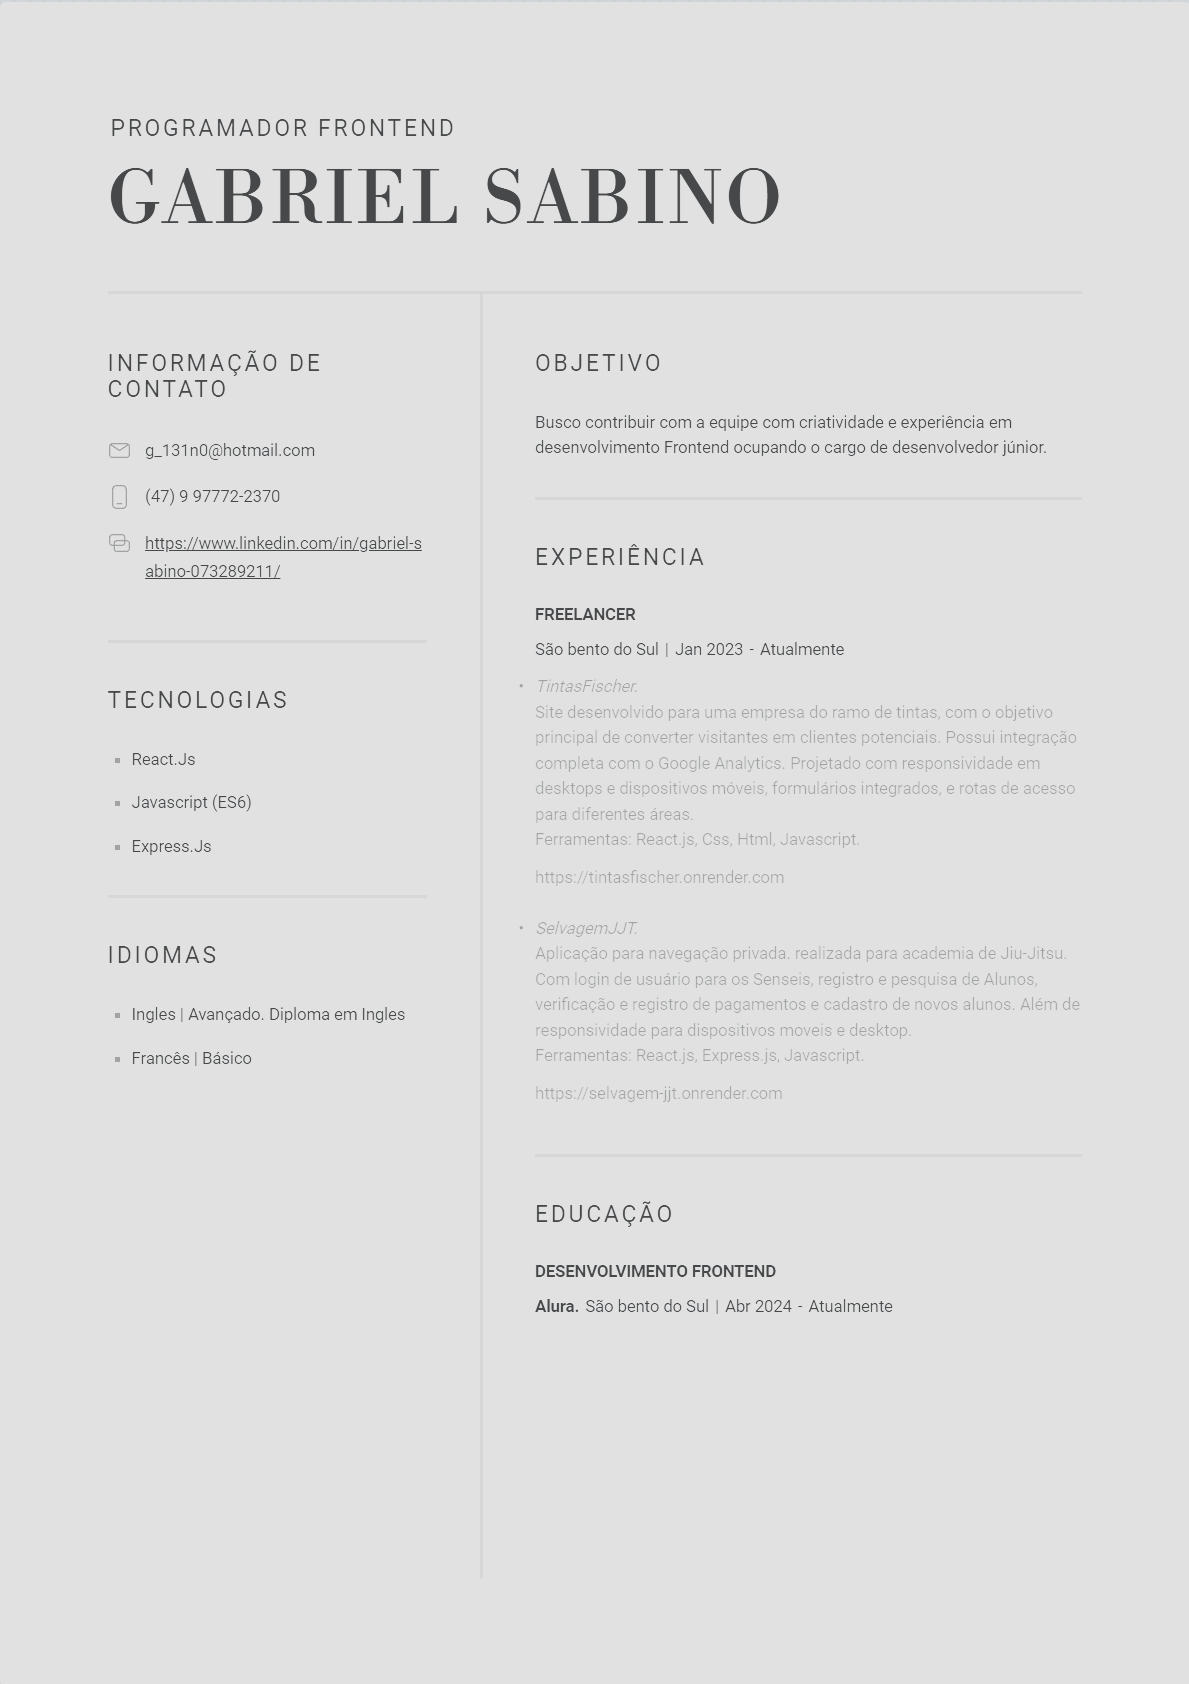 PROGRAMADOR FRONTEND
GABRIEL SABINO
INFORMAÇÃO DE
CONTATO
g_131n0@hotmail.com
(47) 9 97772-2370
https://www.linkedin.com/in/gabriel-s
abino-073289211/
TECNOLOGIAS
React.Js
Javascript (ES6)
Express.Js
IDIOMAS
Ingles | Avançado. Diploma em Ingles
Francês | Básico
OBJETIVO
Busco contribuir com a equipe com criatividade e experiência em
desenvolvimento Frontend ocupando o cargo de desenvolvedor júnior.
EXPERIÊNCIA
FREELANCER
São bento do Sul | Jan 2023 - Atualmente
• TintasFischer.
Site desenvolvido para uma empresa do ramo de tintas, com o objetivo
principal de converter visitantes em clientes potenciais. Possui integração
completa com o Google Analytics. Projetado com responsividade em
desktops e dispositivos móveis, formulários integrados, e rotas de acesso
para diferentes áreas.
Ferramentas: React.js, Css, Html, Javascript.
https://tintasfischer.onrender.com
• SelvagemJJT.
Aplicação para navegação privada. realizada para academia de Jiu-Jitsu.
Com login de usuário para os Senseis, registro e pesquisa de Alunos,
verificação e registro de pagamentos e cadastro de novos alunos. Além de
responsividade para dispositivos moveis e desktop.
Ferramentas: React.js, Express.js, Javascript.
https://selvagem-jjt.onrender.com
EDUCAÇÃO
DESENVOLVIMENTO FRONTEND
Alura. São bento do Sul | Abr 2024 - Atualmente